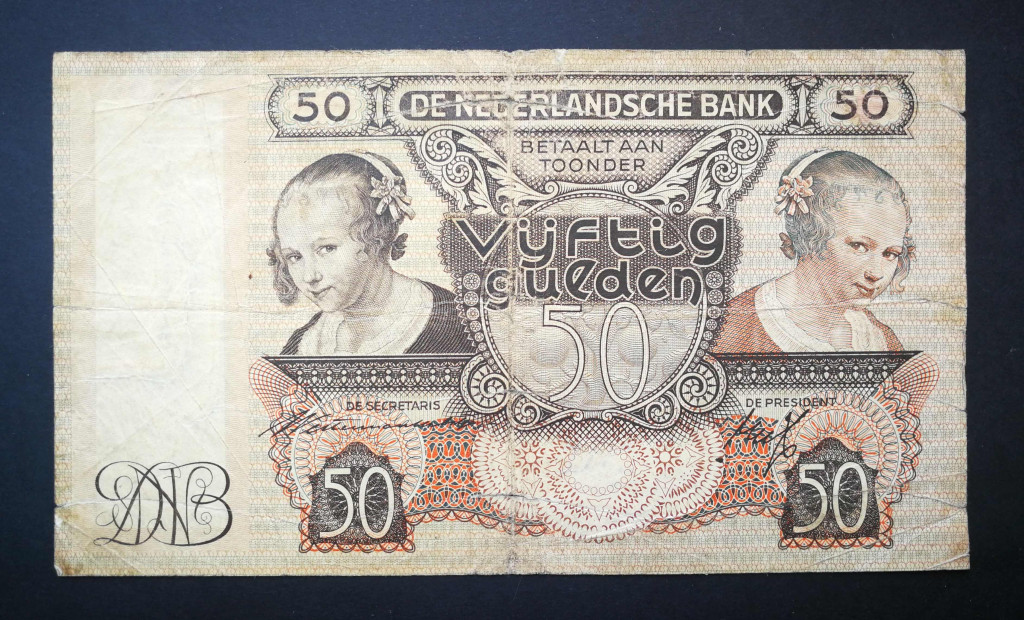 50 DE NEDERLANDSCHE BANK 50
BETAALT AAN
TOONDER
Vijftig
gulden
50
DE SECRETARIS
DE PRESIDENT
50
50
DNB